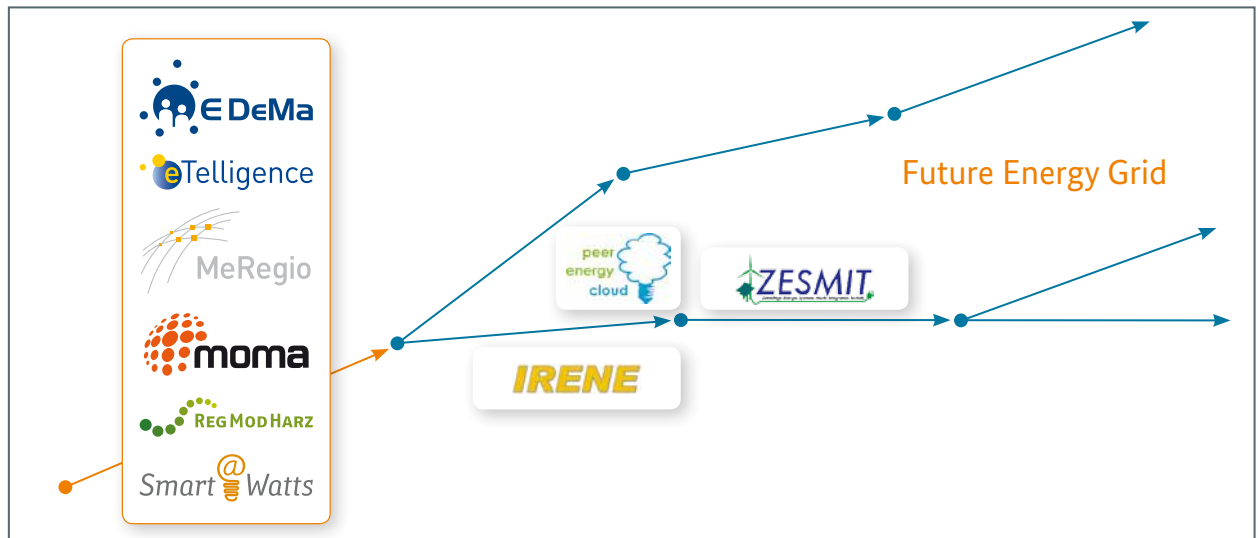 E DeMa
eTelligence
MeRegio
moma
RegModHarz
Smart@Watts
Future Energy Grid
peer
energy
cloud
ZESMIT
IRENE